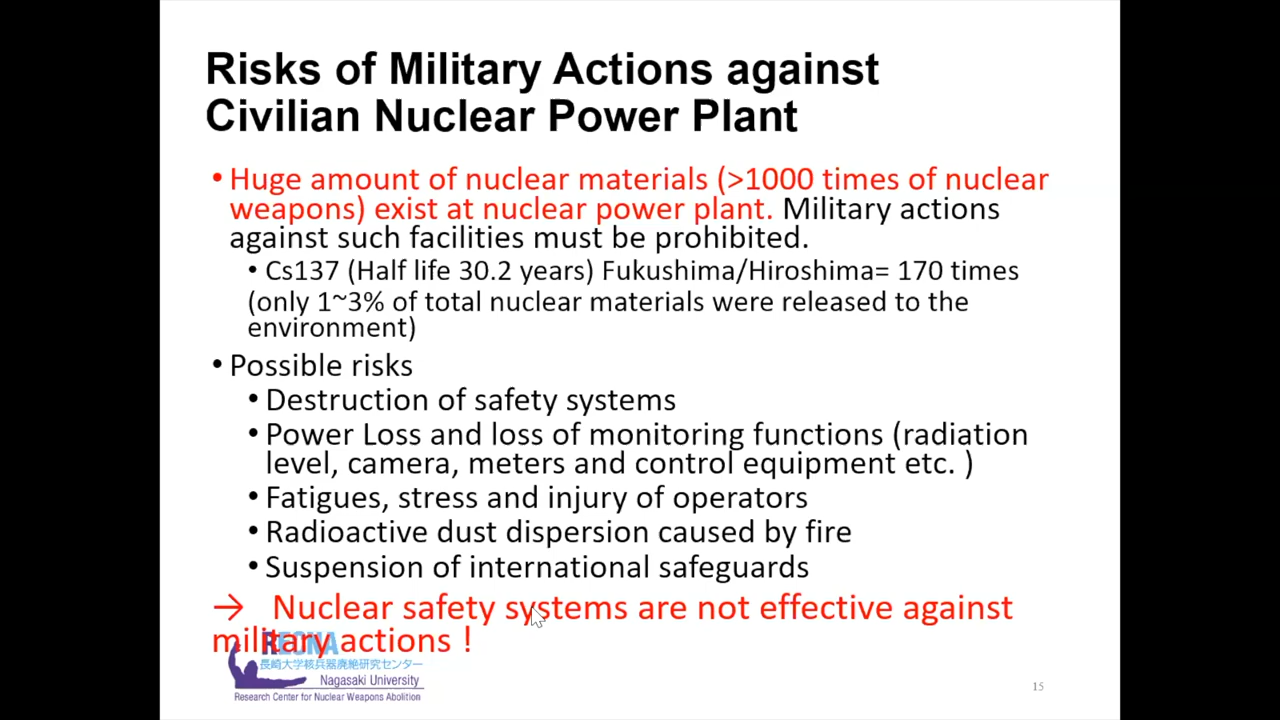 Risks of Military Actions against
Civilian Nuclear Power Plant
• Huge amount of nuclear materials (>1000 times of nuclear
weapons) exist at nuclear power plant. Military actions
against such facilities must be prohibited.
• Cs137 (Half life 30.2 years) Fukushima/Hiroshima= 170 times
(only 1~3% of total nuclear materials were released to the
environment)
• Possible risks
• Destruction of safety systems
• Power Loss and loss of monitoring functions (radiation
level, camera, meters and control equipment etc. )
• Fatigues, stress and injury of operators
• Radioactive dust dispersion caused by fire
• Suspension of international safeguards
→ Nuclear safety systems are not effective against
military actions !
RECNA
長崎大学核兵器廃絶研究センター
Nagasaki University
Research Center for Nuclear Weapons Abolition
15